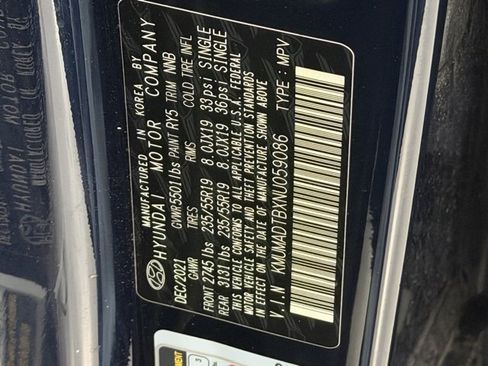 MANUFACTURED IN KOREA BY
HYUNDAI MOTOR COMPANY
DEC/2021 GVWR 5501 lbs PAINT RY5 TRIM NNB
GAWR TIRES RIMS COLD TIRE INFL
FRONT 2745 lbs 235/55R19 8.0JX19 33psi SINGLE
REAR 3131 lbs 235/55R19 8.0JX19 36psi SINGLE
THIS VEHICLE CONFORMS TO ALL APPLICABLE U.S.A. FEDERAL
MOTOR VEHICLE SAFETY AND THEFT PREVENTION STANDARDS
IN EFFECT ON THE DATE OF MANUFACTURE SHOWN ABOVE
V.I.N KMUMADTBXNU059086 TYPE : MPV